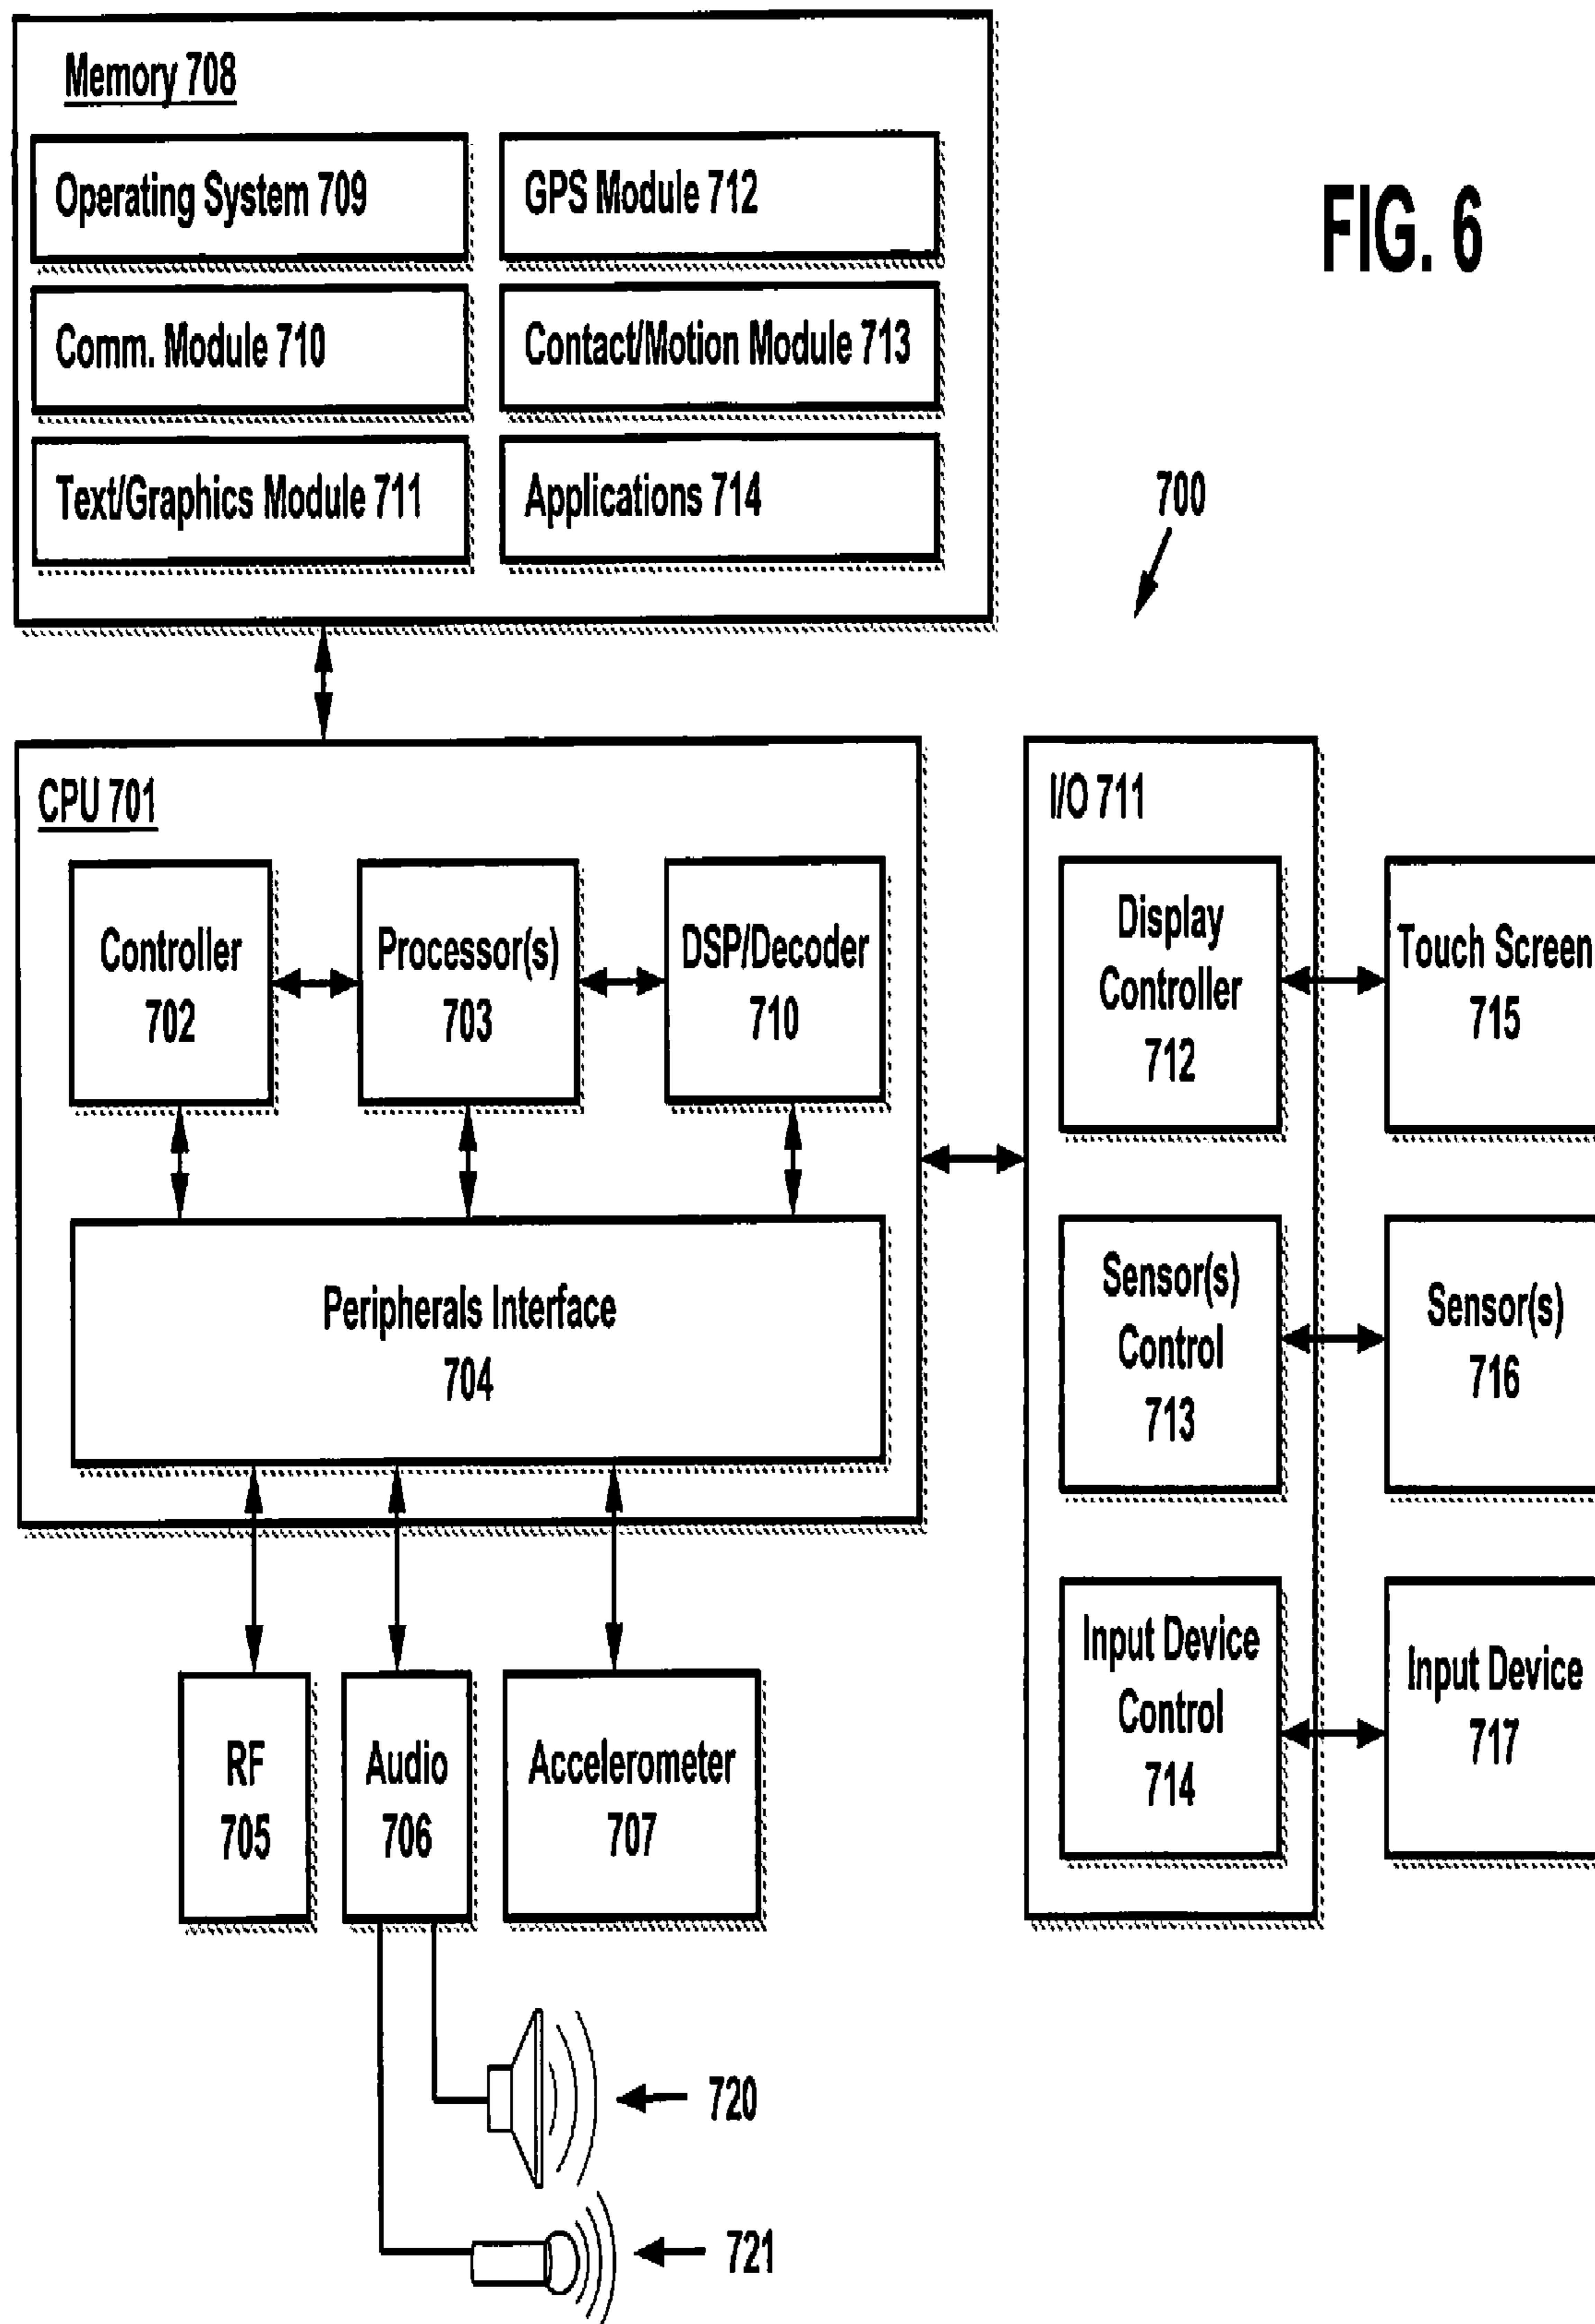 Memory 708
Operating System 709
GPS Module 712
Comm. Module 710
Contact/Motion Module 713
Text/Graphics Module 711
Applications 714
FIG. 6
700
CPU 701
Controller
702
Processor(s)
703
DSP/Decoder
710
Peripherals Interface
704
I/O 711
Display
Controller
712
Touch Screen
715
Sensor(s)
Control
713
Sensor(s)
716
Input Device
Control
714
Input Device
717
RF
705
Audio
706
Accelerometer
707
720
721